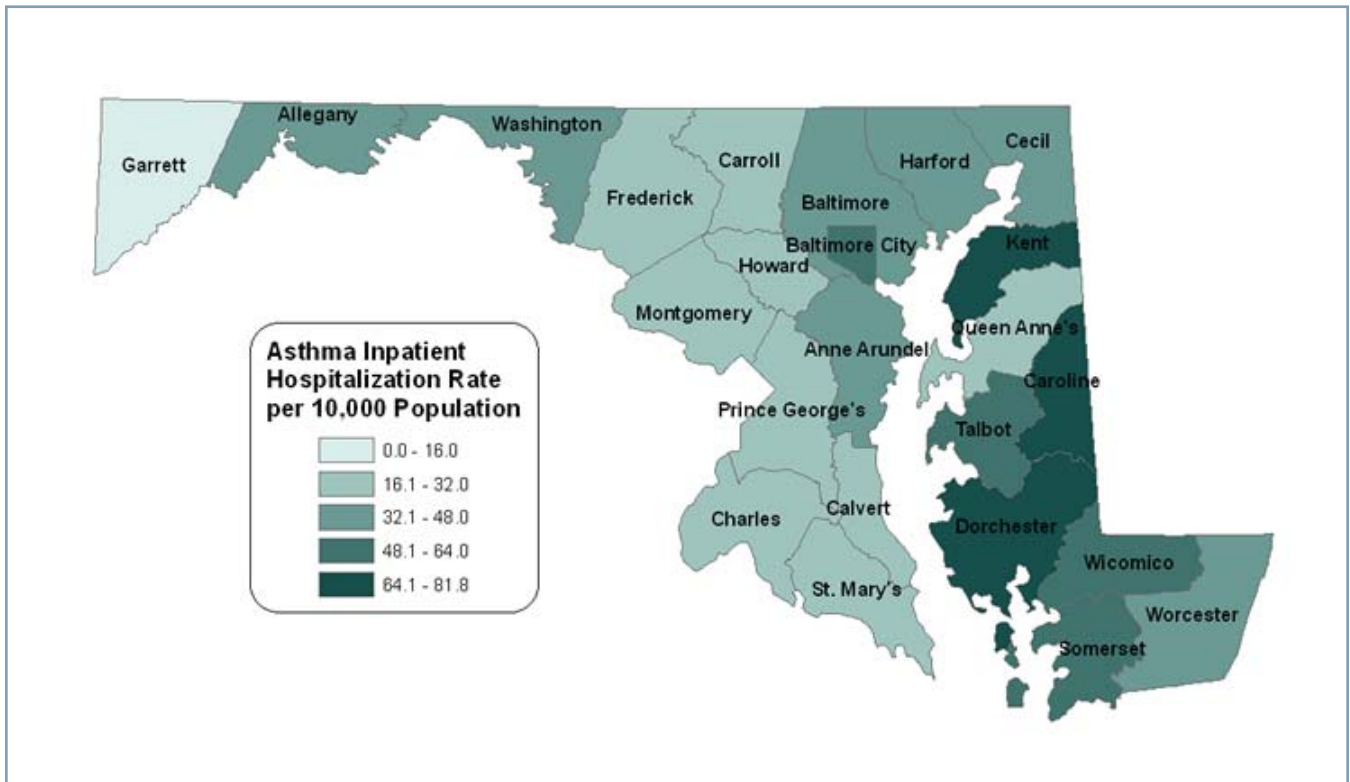 Allegany
Washington
Cecil
Garrett
Carroll
Harford
Frederick
Baltimore
Kent
Baltimore City
Howard
Montgomery
Queen Anne's
Anne Arundel
Asthma Inpatient
Hospitalization Rate
per 10,000 Population
0.0 - 16.0
16.1 - 32.0
32.1 - 48.0
48.1 - 64.0
64.1 - 81.8
Caroline
Prince George's
Talbot
Calvert
Charles
Dorchester
Wicomico
St. Mary's
Worcester
Somerset